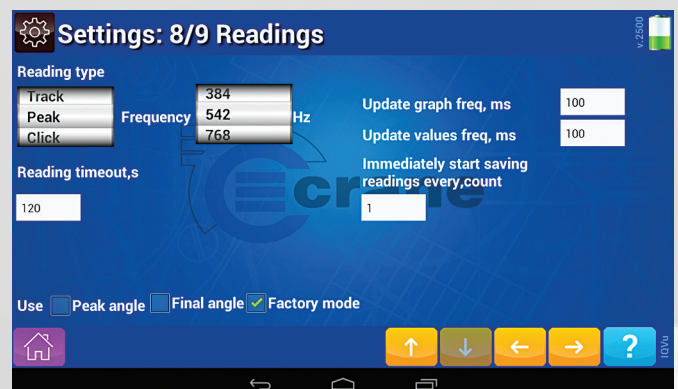 Settings: 8/9 Readings
v.2500
Reading type
Track
Peak
Click
Frequency
384
542
768
Hz
Update graph freq, ms
100
Update values freq, ms
100
Reading timeout,s
120
Immediately start saving
readings every,count
1
crane
Use Peak angle Final angle Factory mode
?
IQVu